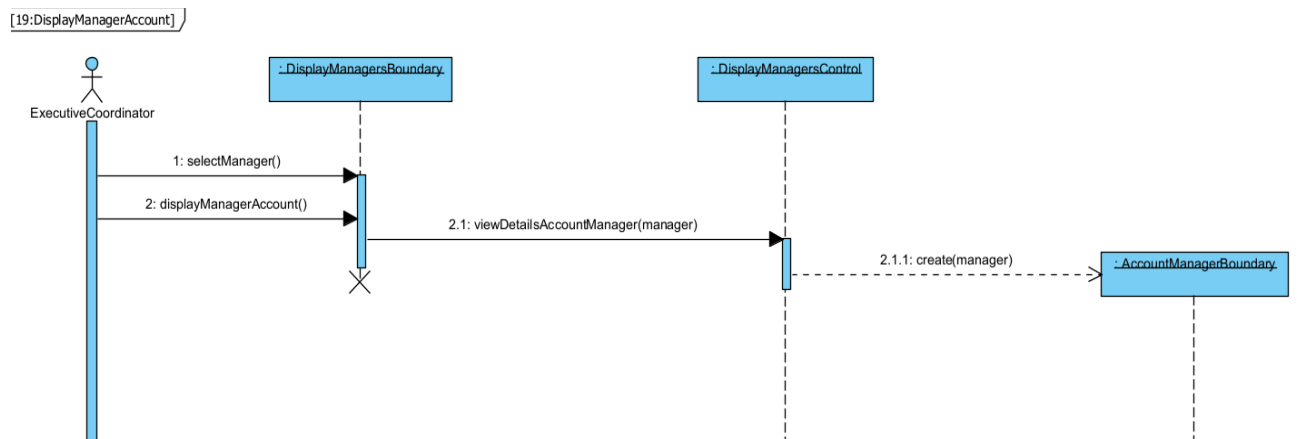 [19:DisplayManagerAccount]
: DisplayManagersBoundary
: DisplayManagersControl
ExecutiveCoordinator
1: selectManager()
2: displayManagerAccount()
2.1: viewDetailsAccountManager(manager)
2.1.1: create(manager)
: AccountManagerBoundary